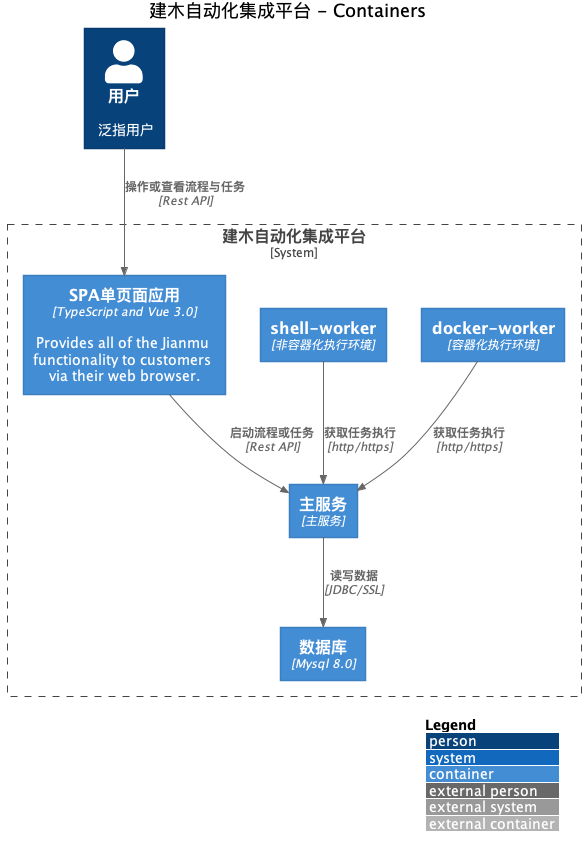 建木自动化集成平台 - Containers
用户
泛指用户
操作或查看流程与任务
[Rest API]
建木自动化集成平台
[System]
SPA单页面应用
[TypeScript and Vue 3.0]
Provides all of the Jianmu
functionality to customers
via their web browser.
shell-worker
[非容器化执行环境]
docker-worker
[容器化执行环境]
启动流程或任务
[Rest API]
获取任务执行
[http/https]
获取任务执行
[http/https]
主服务
[主服务]
读写数据
[JDBC/SSL]
数据库
[Mysql 8.0]
Legend
person
system
container
external person
external system
external container